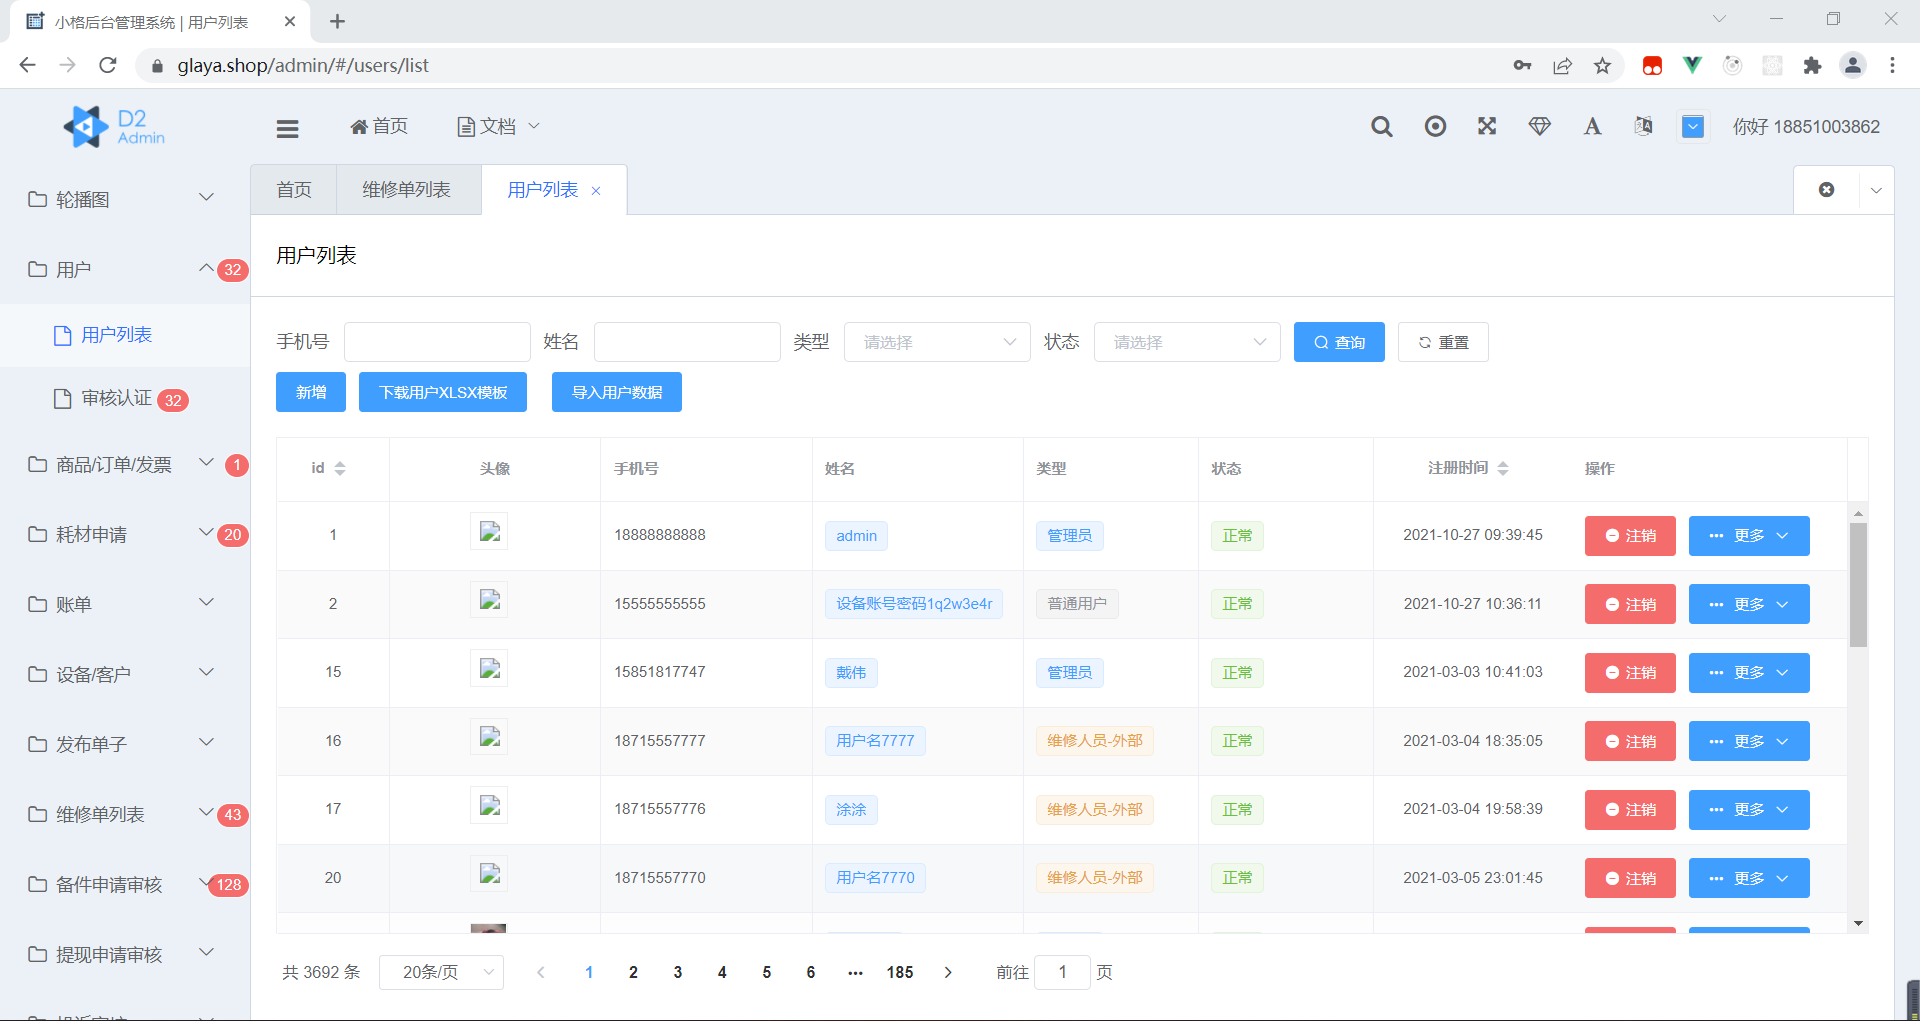 小格后台管理系统 | 用户列表
glaya.shop/admin/#/users/list
D2 Admin
首页
文档
你好 18851003862
首页 维修单列表 用户列表
轮播图
用户 32
用户列表
审核认证 32
商品/订单/发票 1
耗材申请 20
账单
设备/客户
发布单子
维修单列表 43
备件申请审核 128
提现申请审核
用户列表
手机号 姓名 类型 请选择 状态 请选择 查询 重置
新增 下载用户XLSX模板 导入用户数据
id 头像 手机号 姓名 类型 状态 注册时间 操作
1 18888888888 admin 管理员 正常 2021-10-27 09:39:45 注销 更多
2 15555555555 设备账号密码1q2w3e4r 普通用户 正常 2021-10-27 10:36:11 注销 更多
15 15851817747 戴伟 管理员 正常 2021-03-03 10:41:03 注销 更多
16 18715557777 用户名7777 维修人员-外部 正常 2021-03-04 18:35:05 注销 更多
17 18715557776 涂涂 维修人员-外部 正常 2021-03-04 19:58:39 注销 更多
20 18715557770 用户名7770 维修人员-外部 正常 2021-03-05 23:01:45 注销 更多
共 3692 条 20条/页 1 2 3 4 5 6 ••• 185 前往 1 页